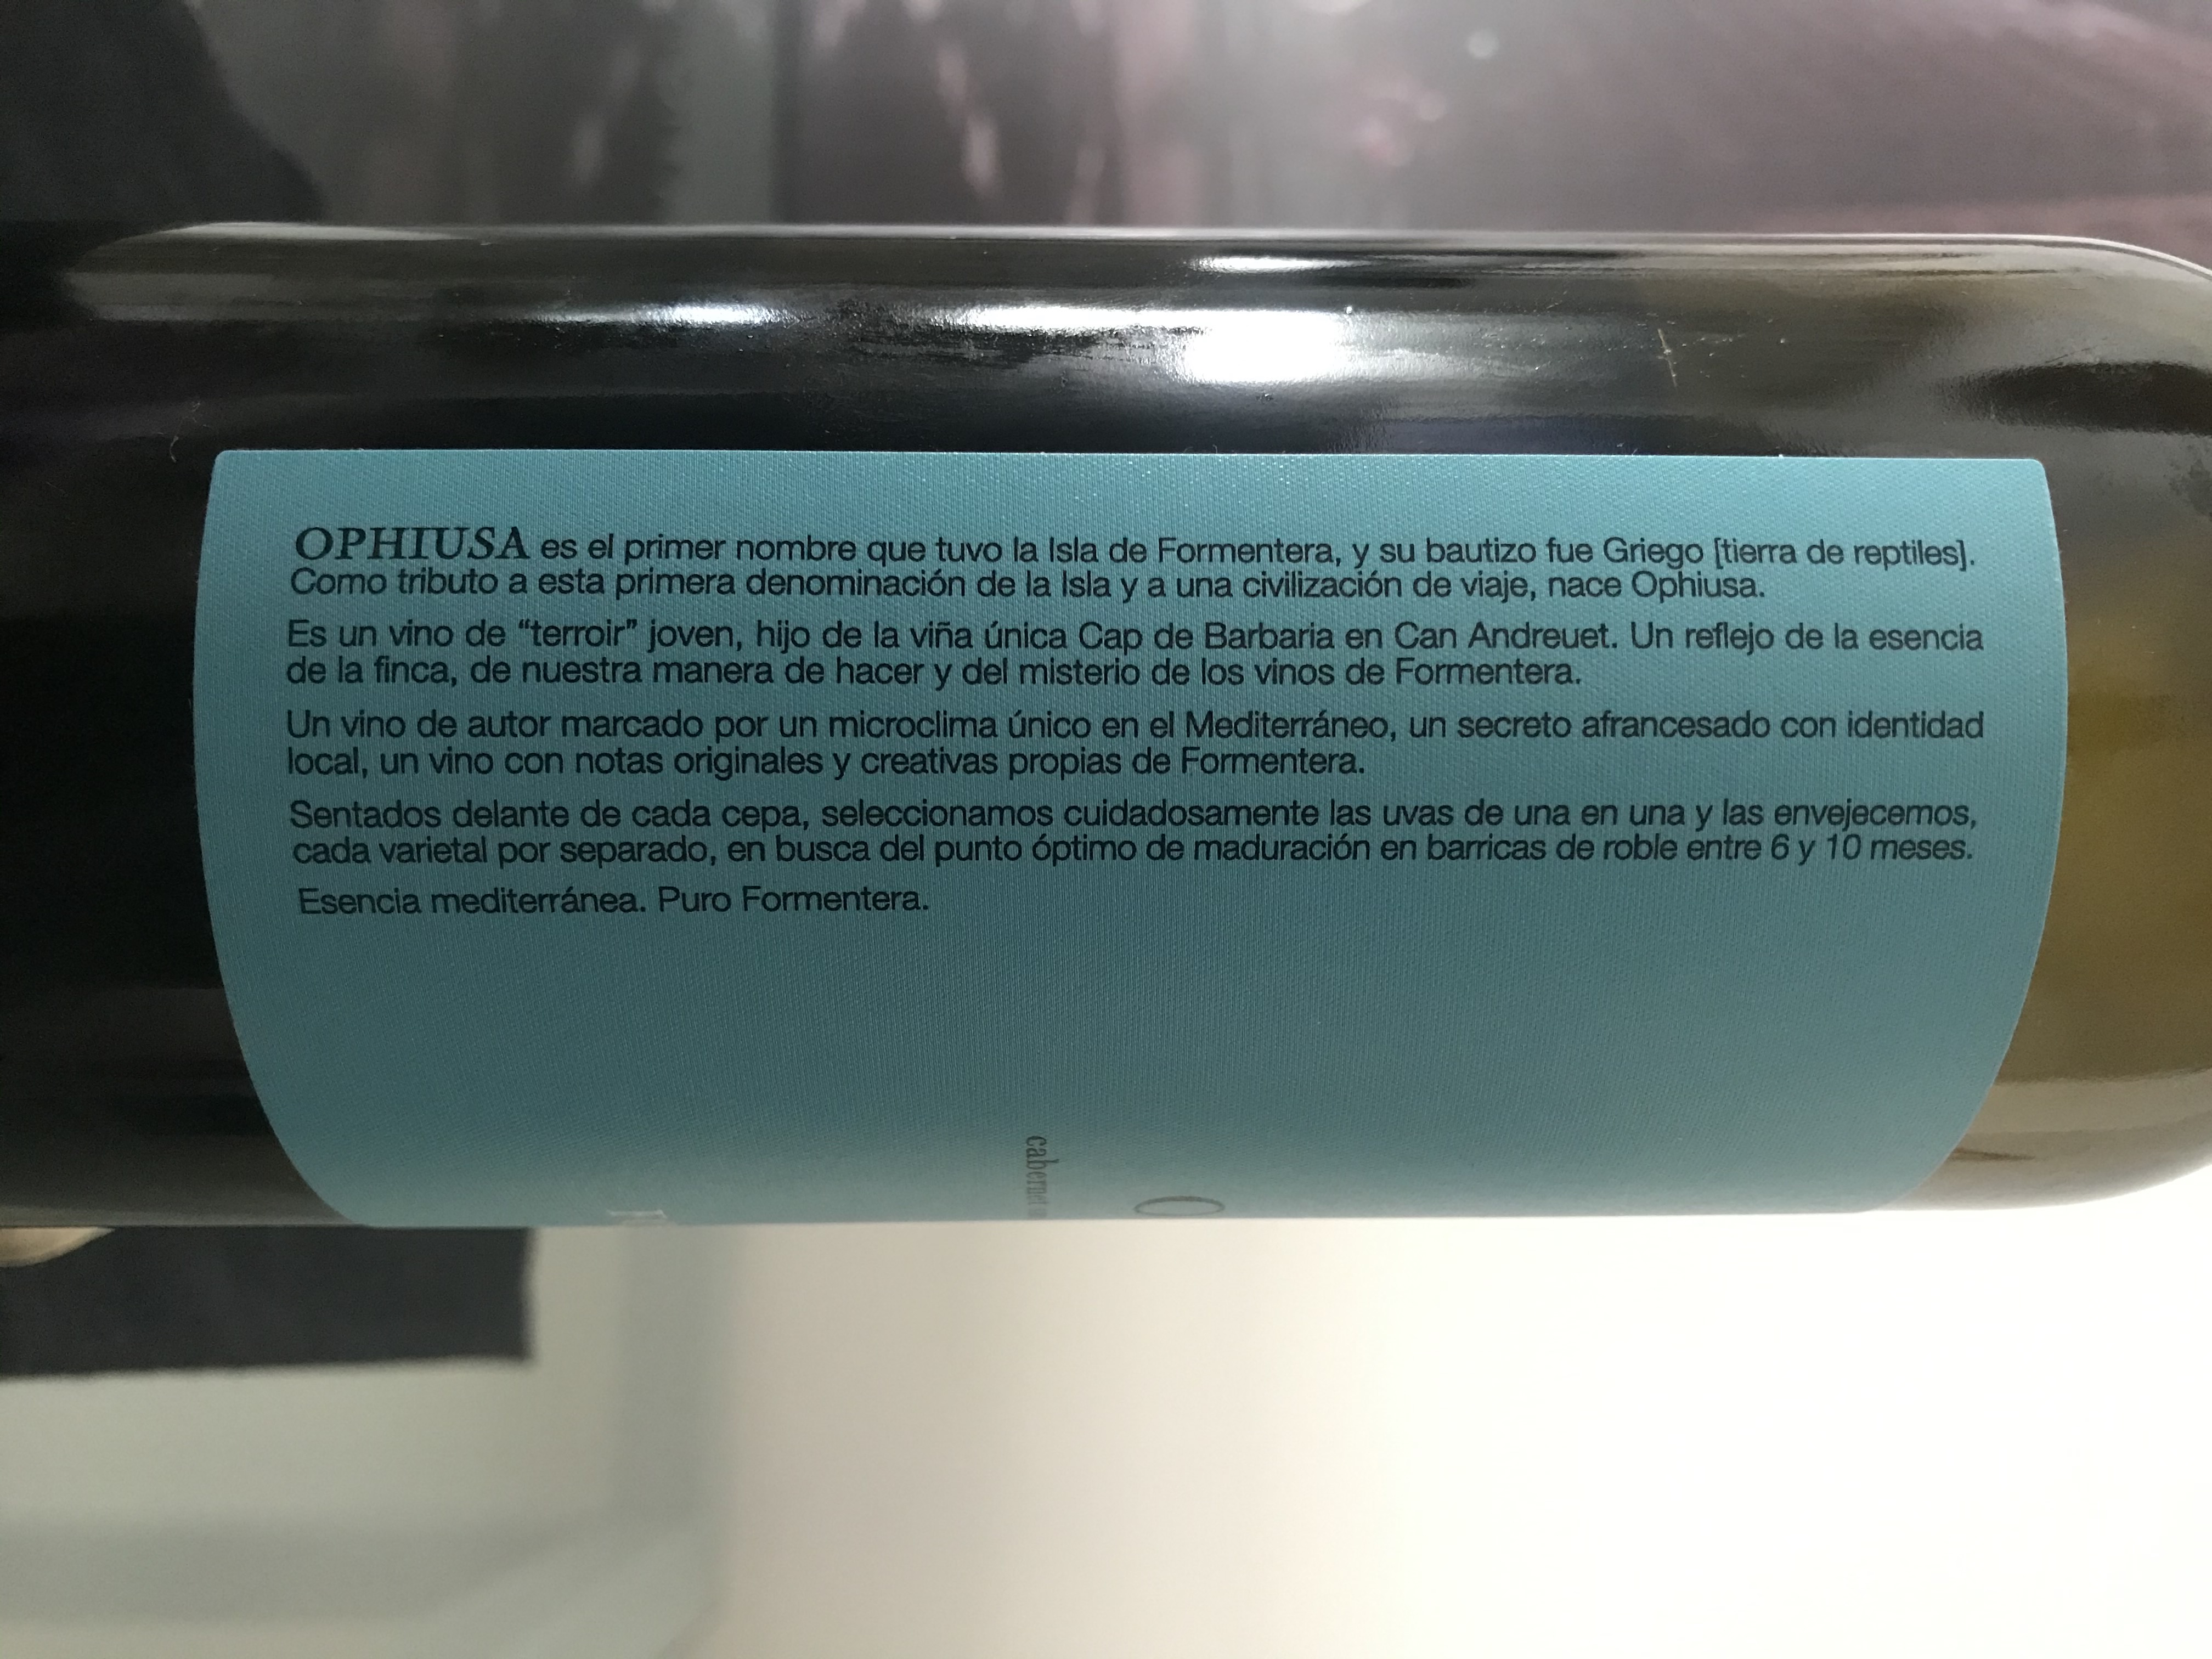 OPHIUSA es el primer nombre que tuvo la Isla de Formentera, y su bautizo fue Griego [tierra de reptiles].
Como tributo a esta primera denominación de la Isla y a una civilización de viaje, nace Ophiusa.
Es un vino de “terroir” joven, hijo de la viña única Cap de Barbaria en Can Andreuet. Un reflejo de la esencia
de la finca, de nuestra manera de hacer y del misterio de los vinos de Formentera.
Un vino de autor marcado por un microclima único en el Mediterráneo, un secreto afrancesado con identidad
local, un vino con notas originales y creativas propias de Formentera.
Sentados delante de cada cepa, seleccionamos cuidadosamente las uvas de una en una y las envejecemos,
cada varietal por separado, en busca del punto óptimo de maduración en barricas de roble entre 6 y 10 meses.
Esencia mediterránea. Puro Formentera.
O
cabernet